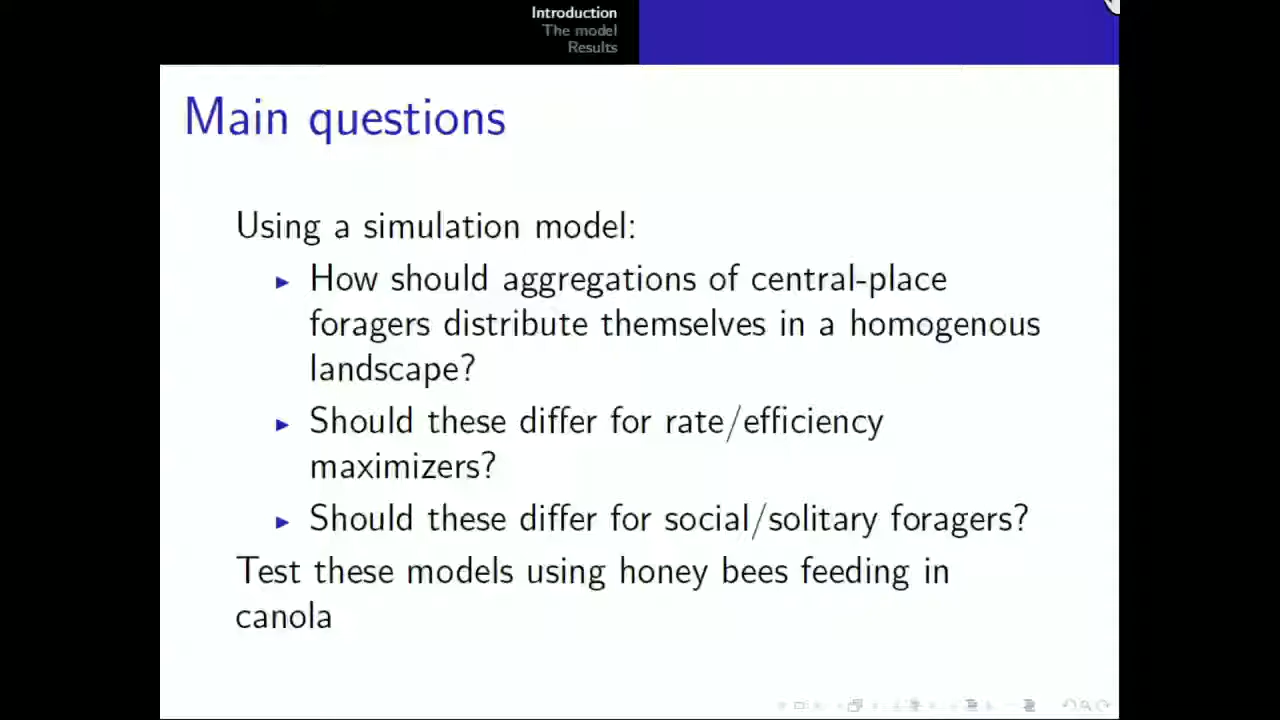 Introduction
The model
Results
Main questions
Using a simulation model:
How should aggregations of central-place
foragers distribute themselves in a homogenous
landscape?
Should these differ for rate/efficiency
maximizers?
Should these differ for social/solitary foragers?
Test these models using honey bees feeding in
canola